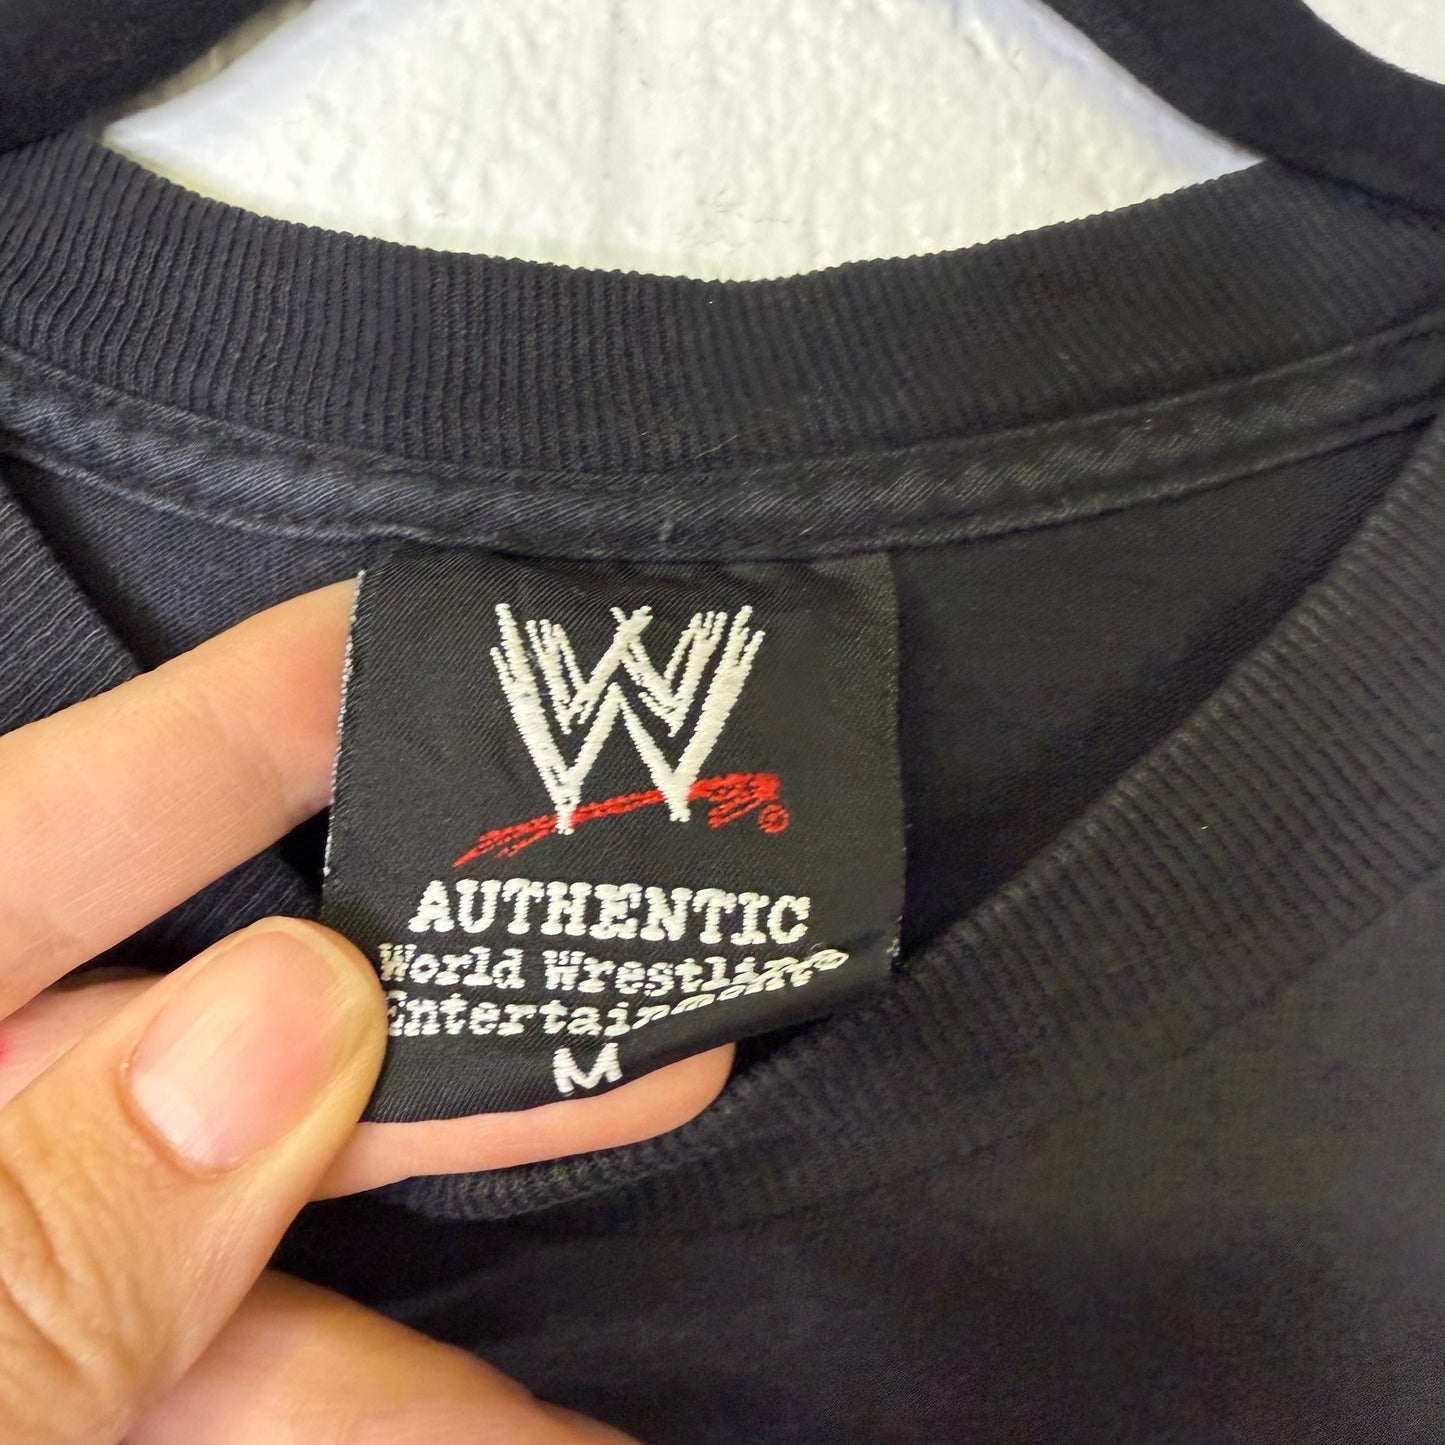 W
AUTHENTIC
World Wrestling®
Entertainment
M